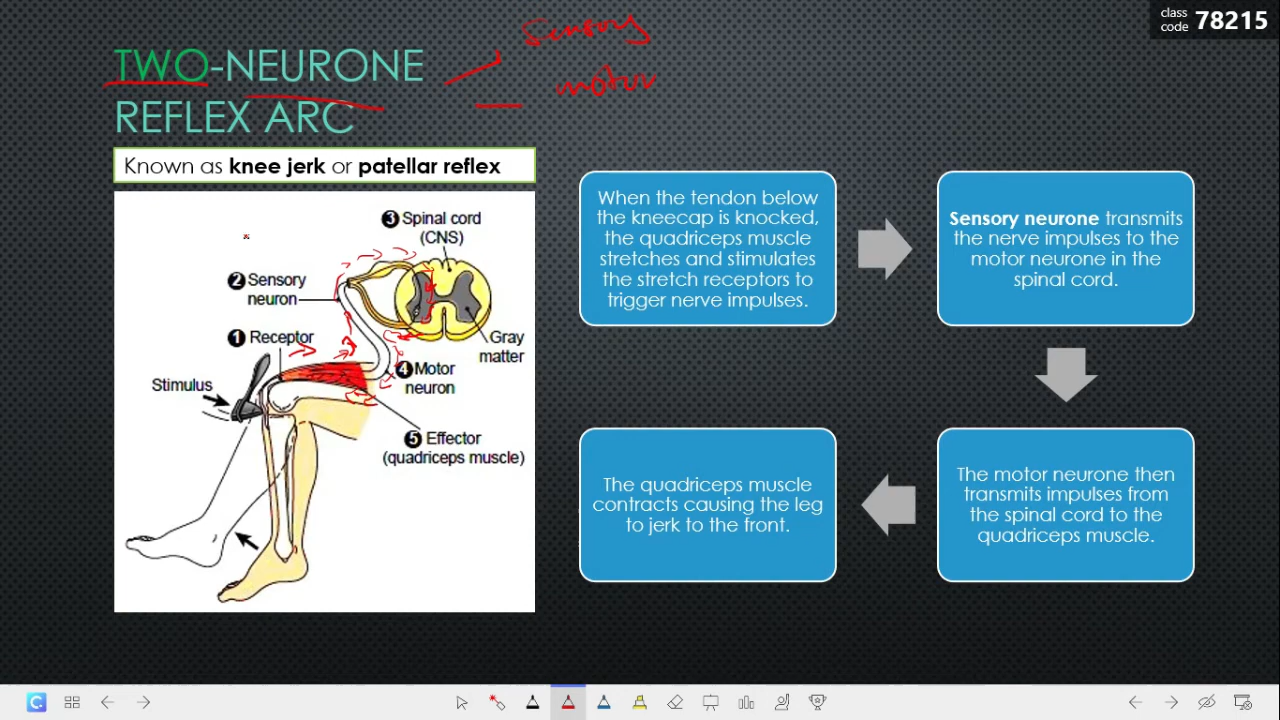 class
code 78215
TWO-NEURONE
REFLEX ARC
Sensory
motor
Known as knee jerk or patellar reflex
3 Spinal cord
(CNS)
2 Sensory
neuron
1 Receptor
Gray
matter
Stimulus
4 Motor
neuron
5 Effector
(quadriceps muscle)
When the tendon below
the kneecap is knocked,
the quadriceps muscle
stretches and stimulates
the stretch receptors to
trigger nerve impulses.
Sensory neurone transmits
the nerve impulses to the
motor neurone in the
spinal cord.
The motor neurone then
transmits impulses from
the spinal cord to the
quadriceps muscle.
The quadriceps muscle
contracts causing the leg
to jerk to the front.